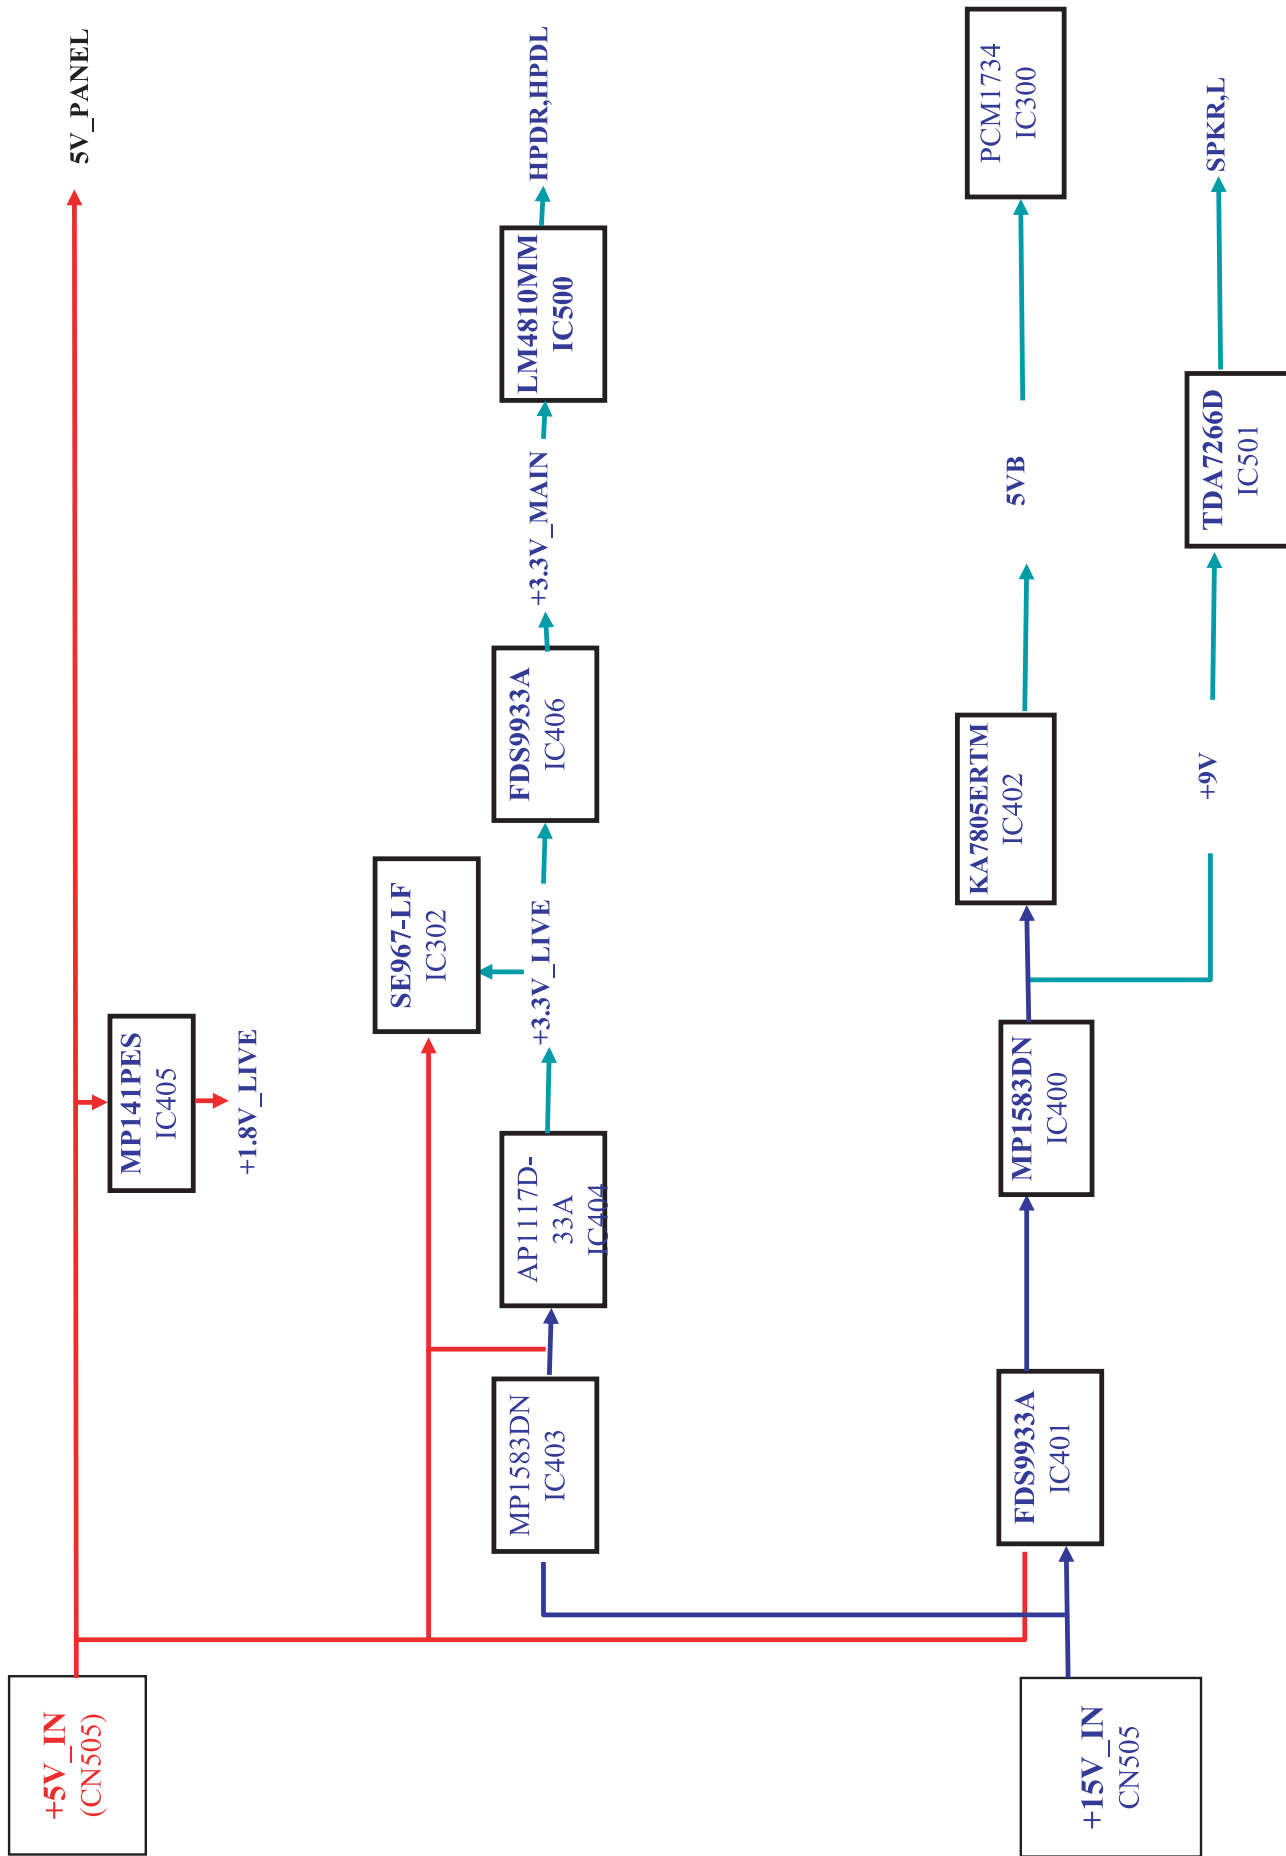 +5V_IN
(CN505)
5V_PANEL
MP141PES
IC405
+1.8V_LIVE
SE967-LF
IC302
MP1583DN
IC403
AP1117D-
33A
IC404
+3.3V_LIVE
FDS9933A
IC406
+3.3V_MAIN
LM4810MM
IC500
HPDR,HPDL
+15V_IN
CN505
FDS9933A
IC401
MP1583DN
IC400
KA7805ERTM
IC402
5VB
PCM1734
IC300
+9V
TDA7266D
IC501
SPKR,L